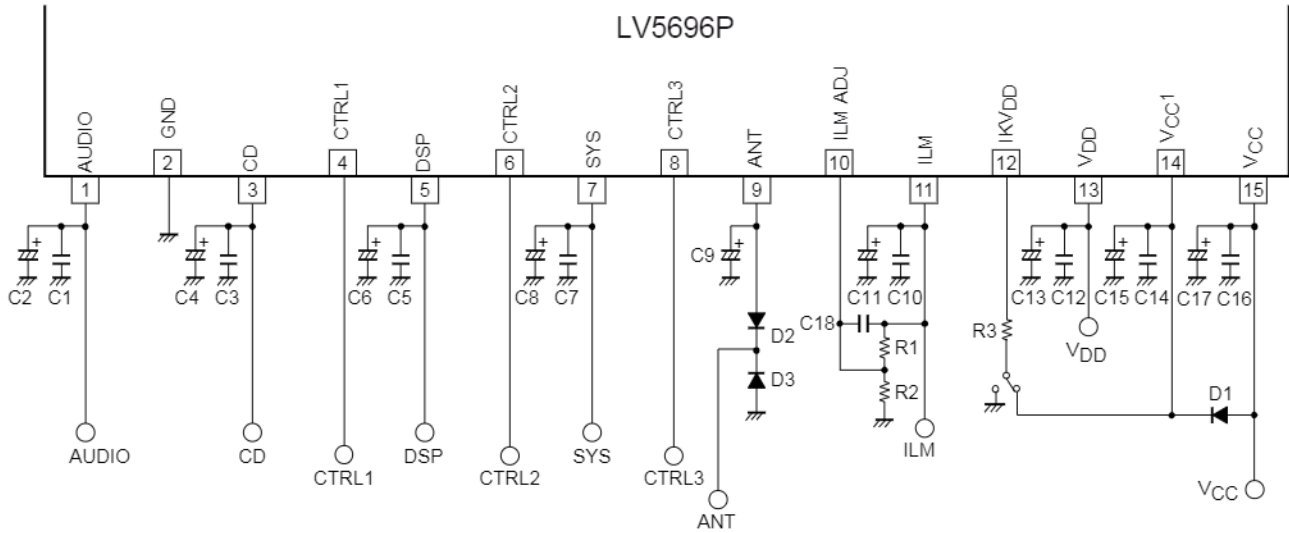 LV5696P
AUDIO
GND
CD
CTRL1
DSP
CTRL2
SYS
CTRL3
ANT
ILM ADJ
ILM
IKVDD
VDD
VCC1
VCC
1
2
3
4
5
6
7
8
9
10
11
12
13
14
15
+
+
+
+
+
+
+
+
+
C2
C1
C4
C3
C6
C5
C8
C7
C9
C11
C10
C13
C12
C15
C14
C17
C16
C18
D2
R1
R3
VDD
D3
R2
D1
AUDIO
CD
CTRL1
DSP
CTRL2
SYS
CTRL3
ANT
ILM
VCC